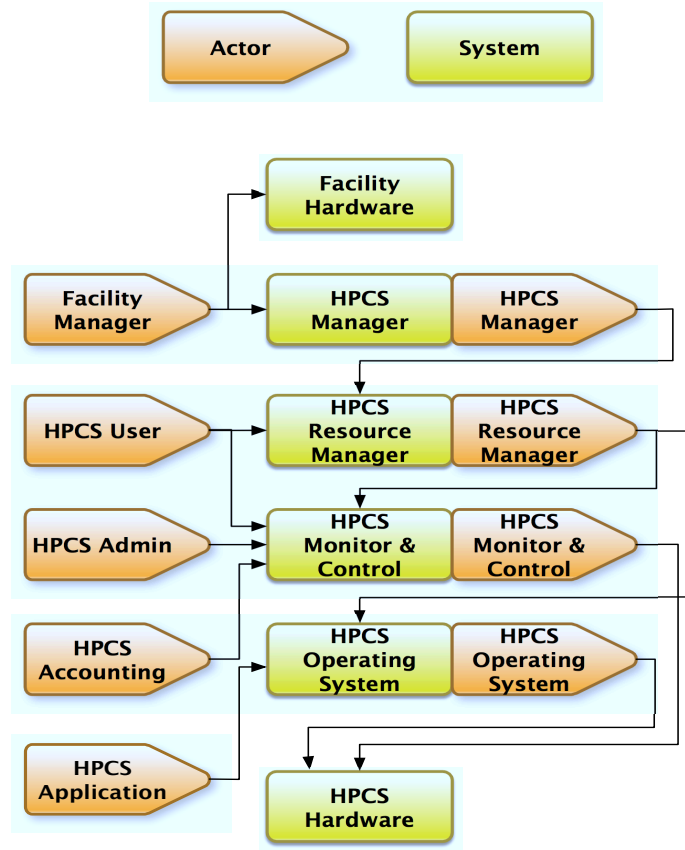 Actor
System
Facility
Hardware
Facility
Manager
HPCS
Manager
HPCS
Manager
HPCS User
HPCS
Resource
Manager
HPCS
Resource
Manager
HPCS Admin
HPCS
Monitor &
Control
HPCS
Monitor &
Control
HPCS
Accounting
HPCS
Operating
System
HPCS
Operating
System
HPCS
Application
HPCS
Hardware